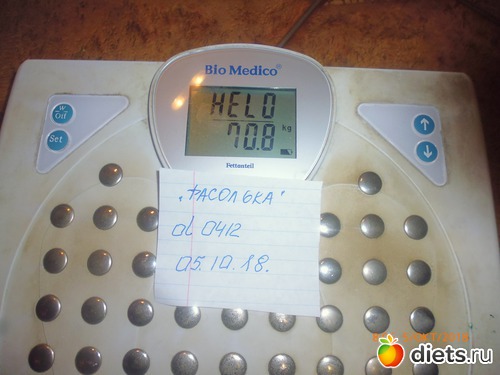 Bio Medico®
HELO
70.8 kg
Fettanteil
Off
Set
„ФАСОЛЬКА"
0412
05.10.18.
diets.ru